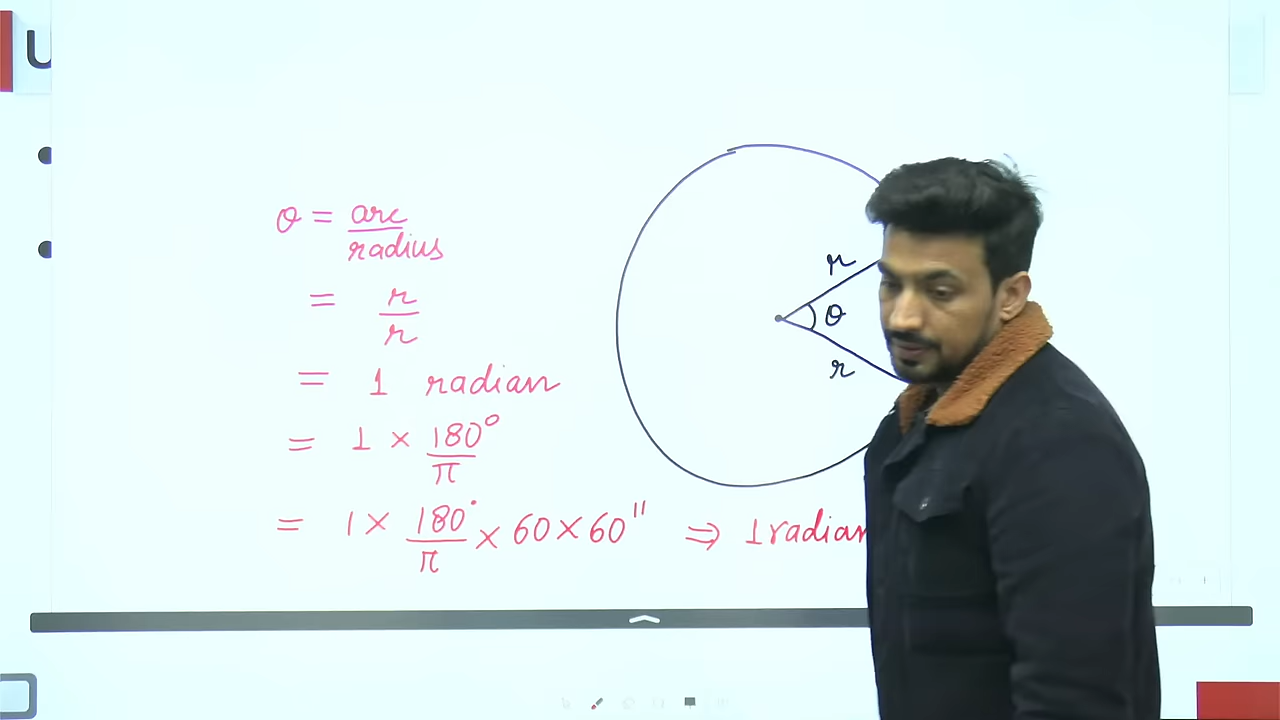 U
θ = arc/radius
= r/r
= 1 radian
= 1 × 180°/π
= 1 × 180°/π × 60 × 60" ⇒ 1 radian
r
θ
r